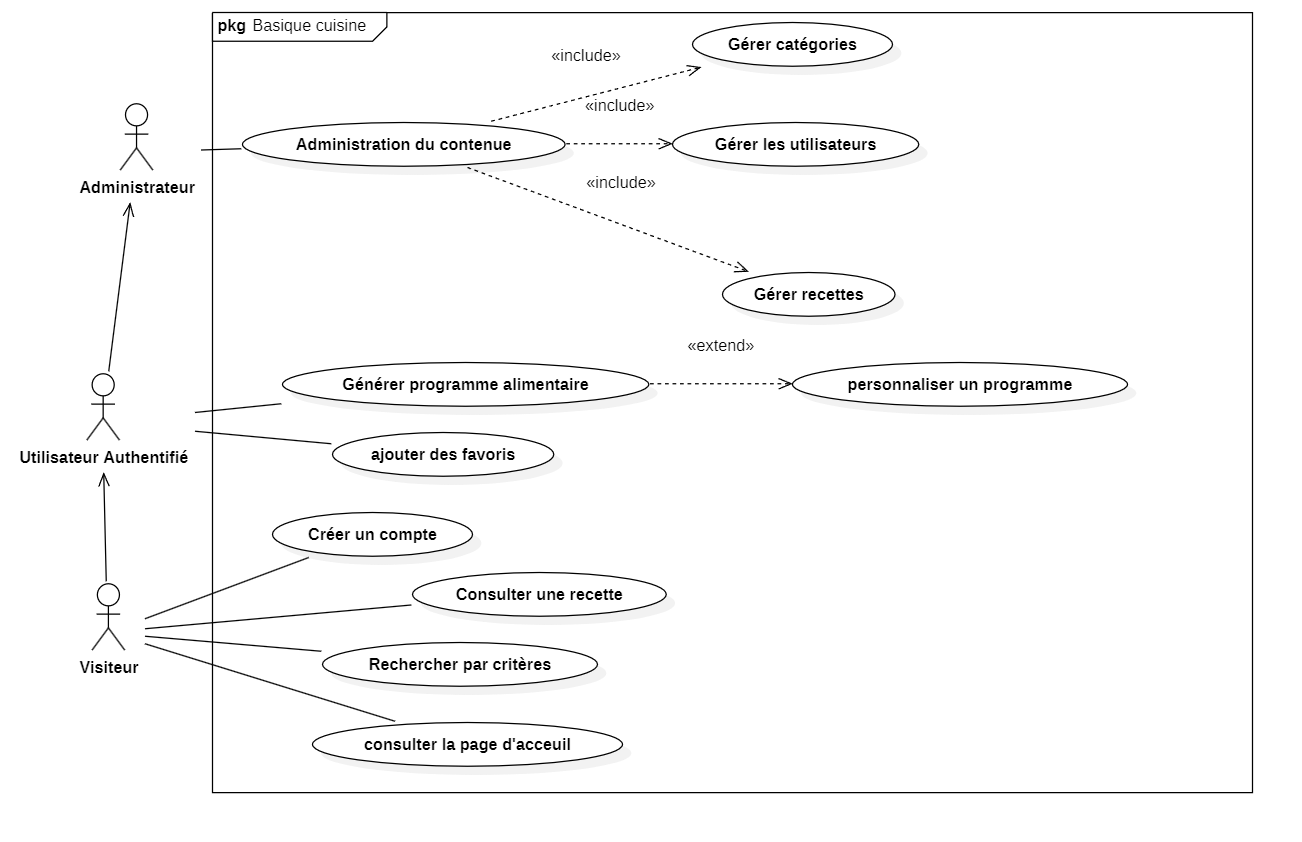 pkg Basique cuisine
Gérer catégories
«include»
«include»
Administration du contenue
Gérer les utilisateurs
Administrateur
«include»
Gérer recettes
«extend»
Générer programme alimentaire
personnaliser un programme
Utilisateur Authentifié
ajouter des favoris
Créer un compte
Consulter une recette
Rechercher par critères
Visiteur
consulter la page d'acceuil